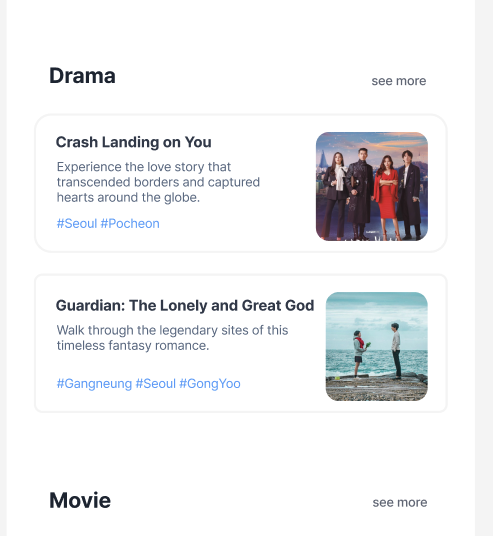 Drama
see more
Crash Landing on You
Experience the love story that
transcended borders and captured
hearts around the globe.
#Seoul #Pocheon
Guardian: The Lonely and Great God
Walk through the legendary sites of this
timeless fantasy romance.
#Gangneung #Seoul #GongYoo
Movie
see more